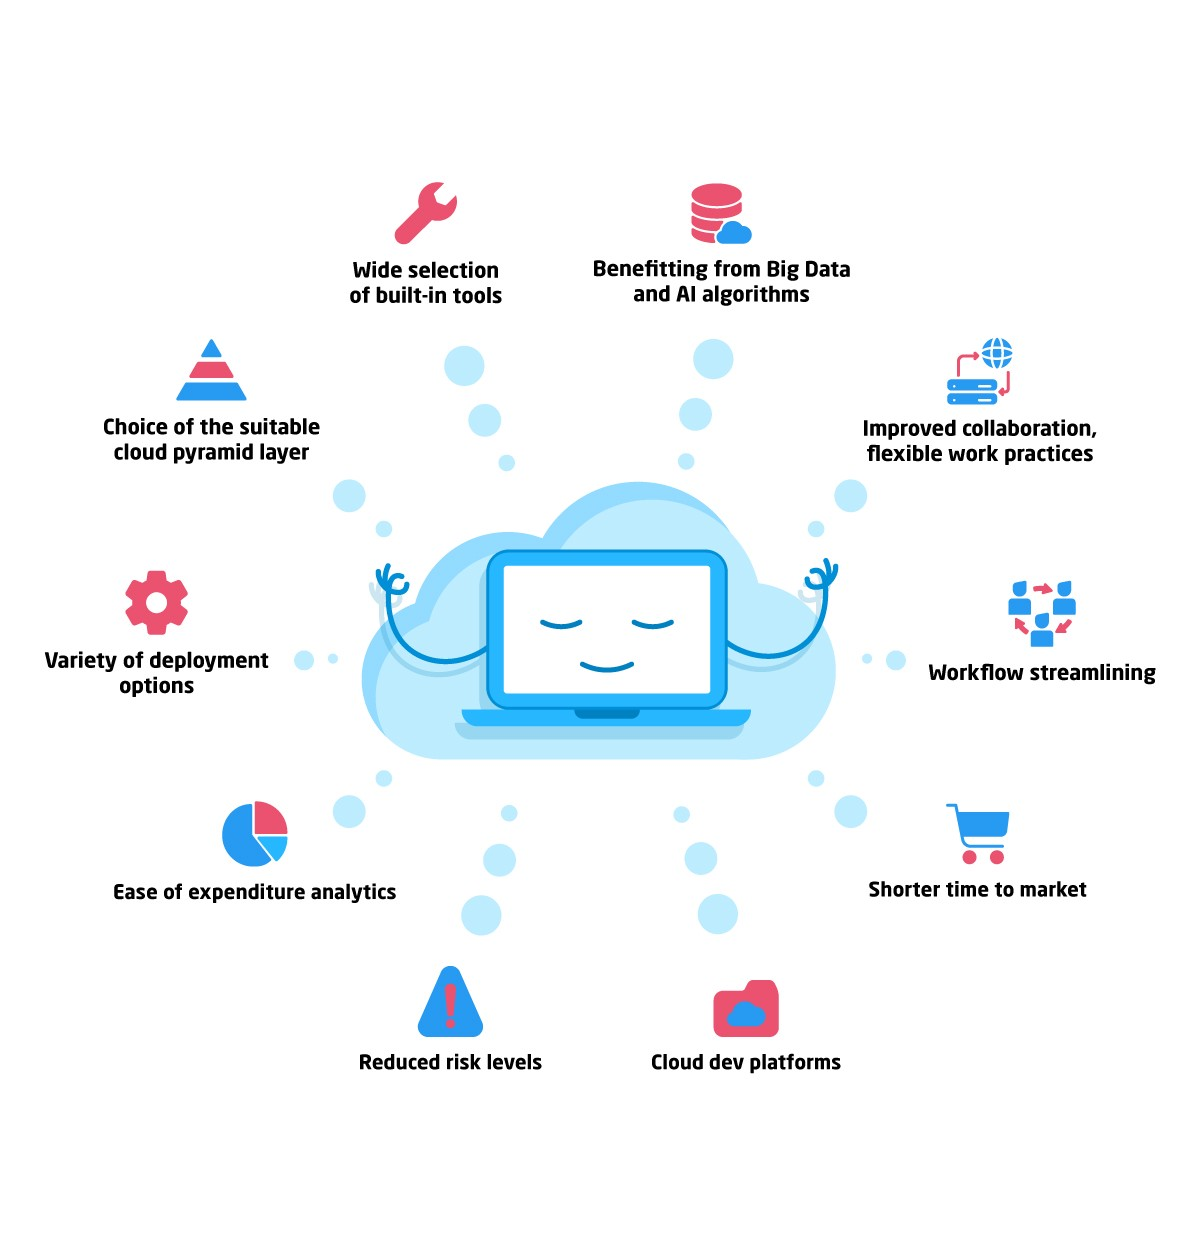 Wide selection
of built-in tools
Benefitting from Big Data
and AI algorithms
Choice of the suitable
cloud pyramid layer
Improved collaboration,
flexible work practices
Variety of deployment
options
Workflow streamlining
Ease of expenditure analytics
Shorter time to market
Reduced risk levels
Cloud dev platforms